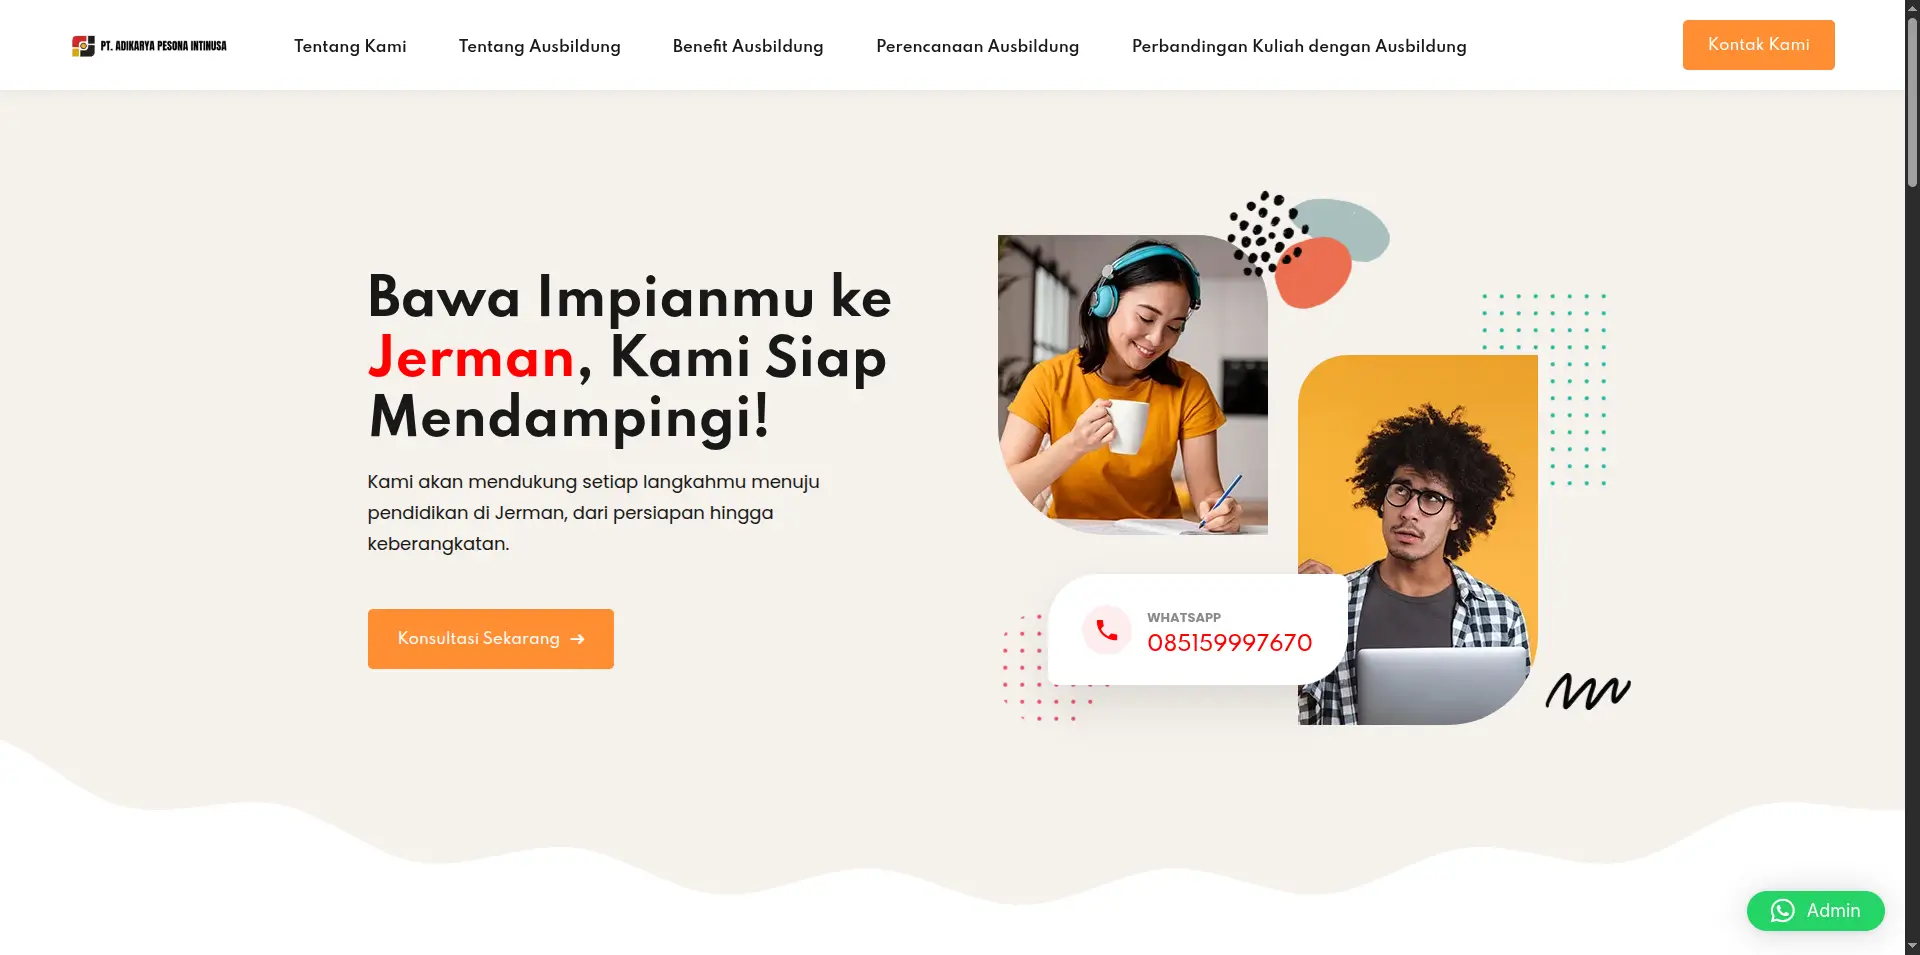 PT. ADIKARYA PESONA INTINUSA
Tentang Kami
Tentang Ausbildung
Benefit Ausbildung
Perencanaan Ausbildung
Perbandingan Kuliah dengan Ausbildung
Kontak Kami
Bawa Impianmu ke
Jerman, Kami Siap
Mendampingi!
Kami akan mendukung setiap langkahmu menuju
pendidikan di Jerman, dari persiapan hingga
keberangkatan.
Konsultasi Sekarang
WHATSAPP
085159997670
Admin